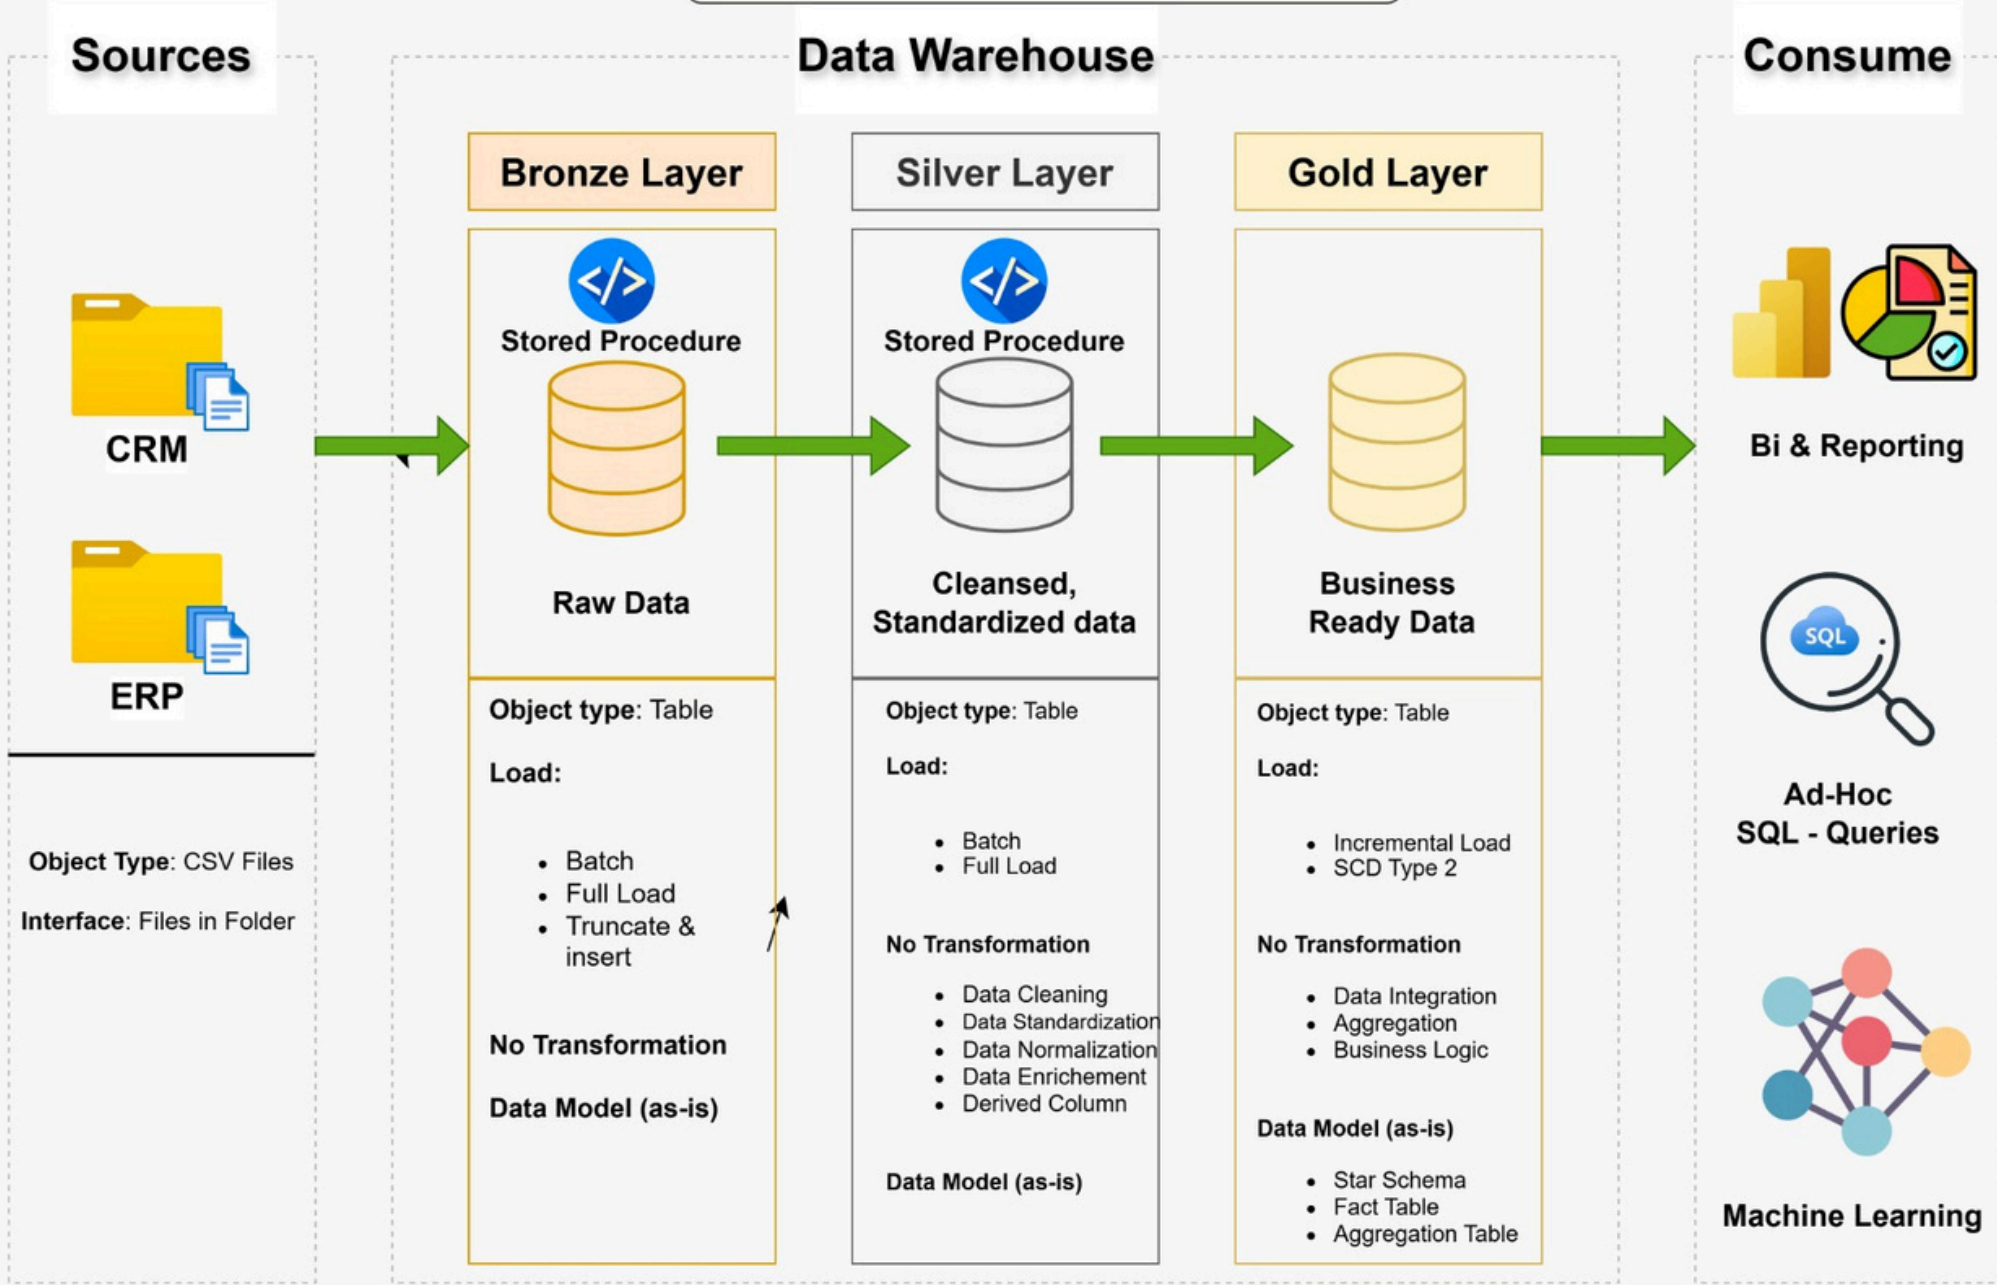 Sources
Data Warehouse
Consume
CRM
ERP
Object Type: CSV Files
Interface: Files in Folder
Bronze Layer
</>
Stored Procedure
Raw Data
Object type: Table
Load:
• Batch
• Full Load
• Truncate &
insert
No Transformation
Data Model (as-is)
Silver Layer
</>
Stored Procedure
Cleansed,
Standardized data
Object type: Table
Load:
• Batch
• Full Load
No Transformation
• Data Cleaning
• Data Standardization
• Data Normalization
• Data Enrichement
• Derived Column
Data Model (as-is)
Gold Layer
Business
Ready Data
Object type: Table
Load:
• Incremental Load
• SCD Type 2
No Transformation
• Data Integration
• Aggregation
• Business Logic
Data Model (as-is)
• Star Schema
• Fact Table
• Aggregation Table
Bi & Reporting
SQL
Ad-Hoc
SQL - Queries
Machine Learning